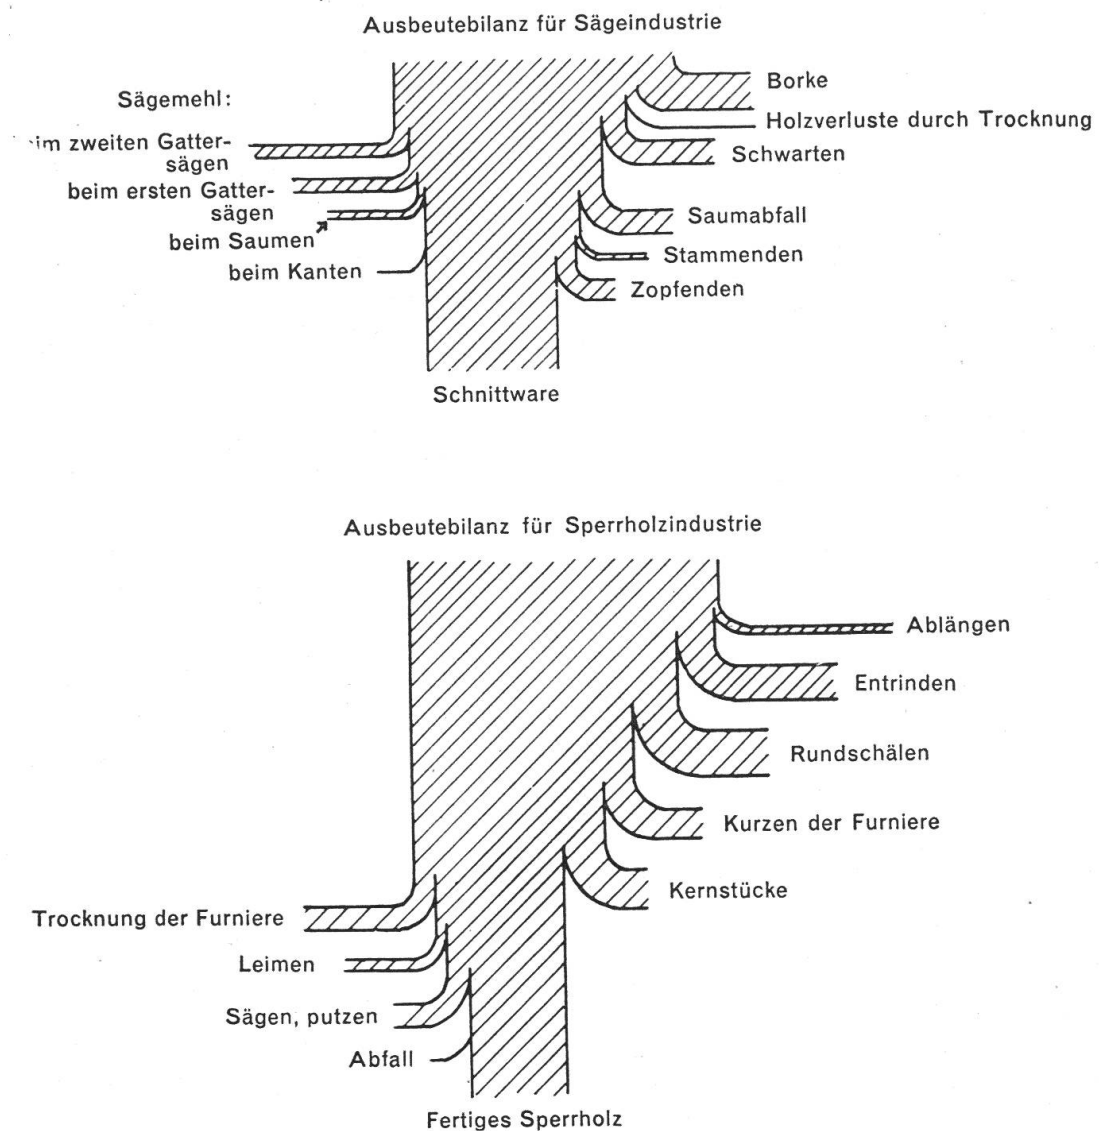 Ausbeutebilanz für Sägeindustrie
Sägemehl:
im zweiten Gatter-
sägen
beim ersten Gatter-
sägen
beim Saumen
beim Kanten
Borke
Holzverluste durch Trocknung
Schwarten
Saumabfall
Stammenden
Zopfenden
Schnittware
Ausbeutebilanz für Sperrholzindustrie
Ablängen
Entrinden
Rundschälen
Kurzen der Furniere
Kernstücke
Trocknung der Furniere
Leimen
Sägen, putzen
Abfall
Fertiges Sperrholz